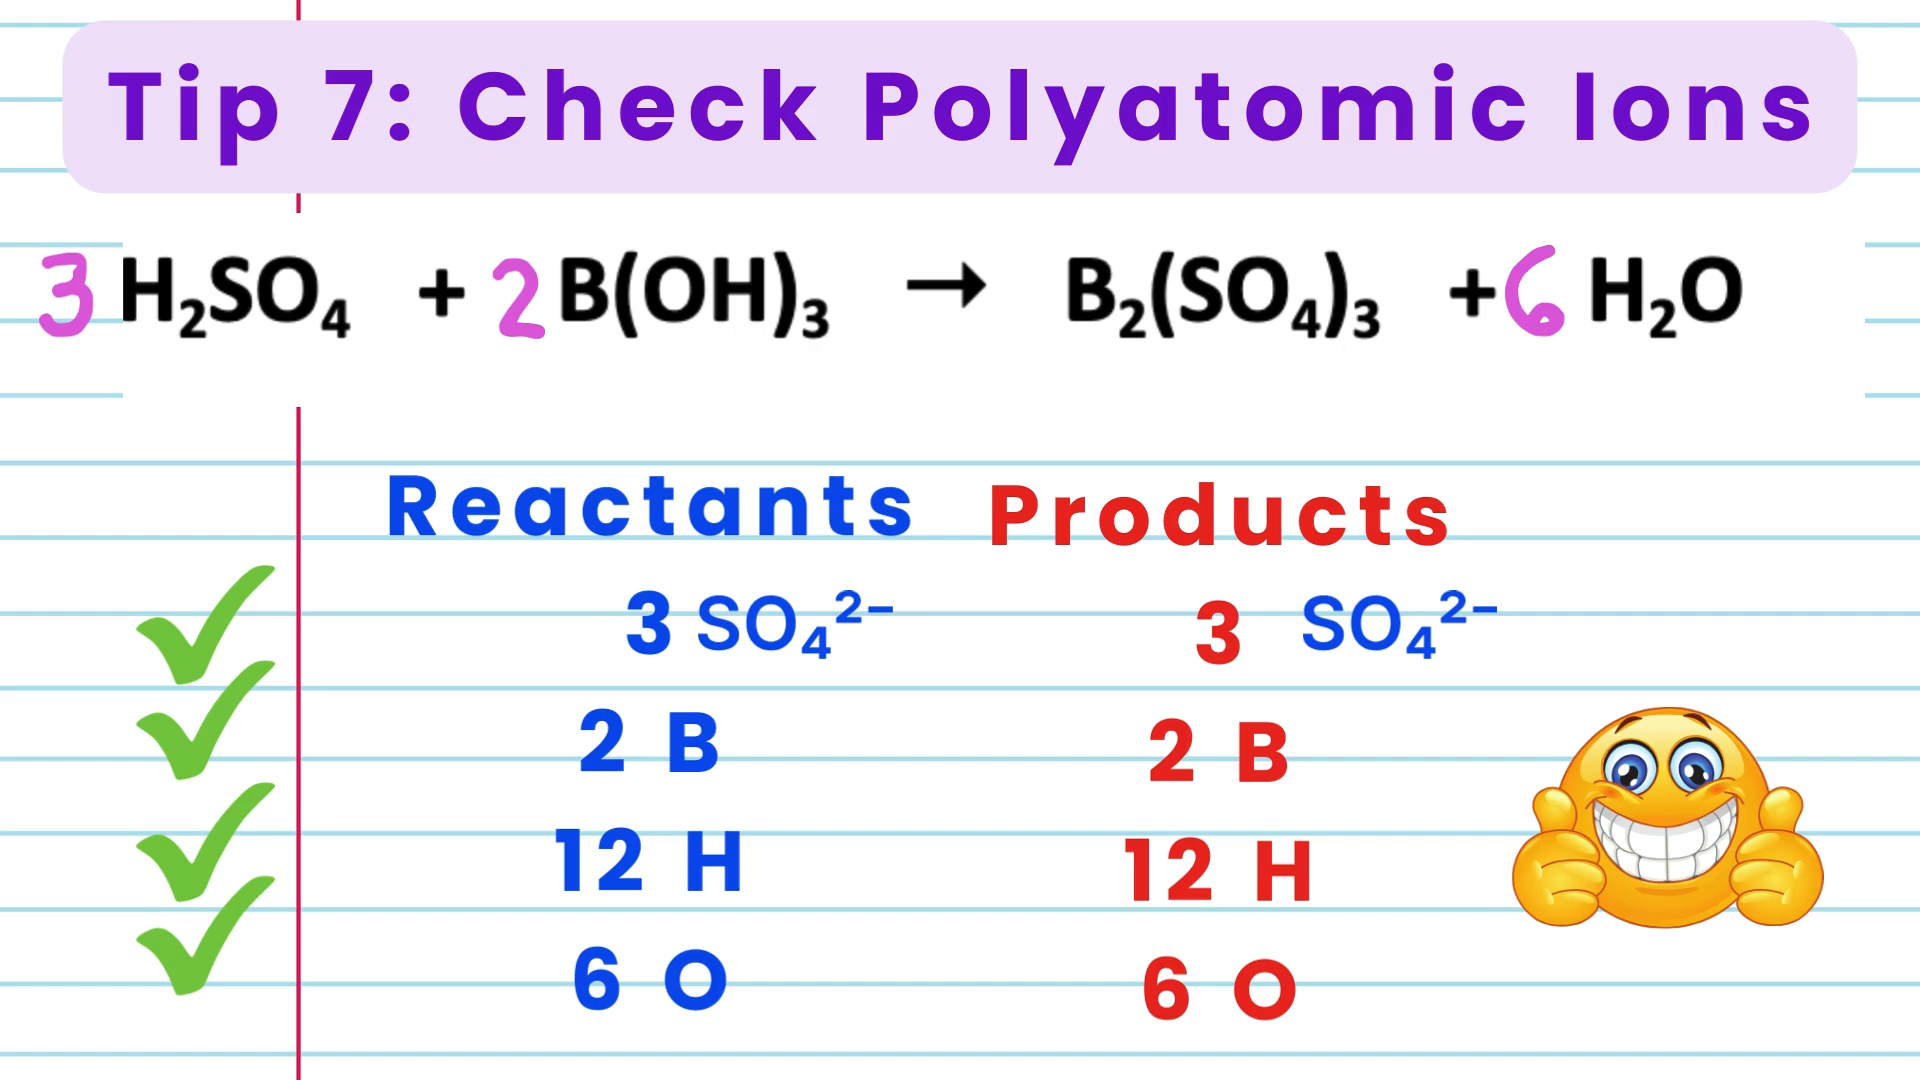 Tip 7: Check Polyatomic Ions
3 H₂SO₄ + 2 B(OH)₃ → B₂(SO₄)₃ + 6 H₂O
Reactants Products
3 SO₄²⁻ 3 SO₄²⁻
2 B 2 B
12 H 12 H
6 O 6 O